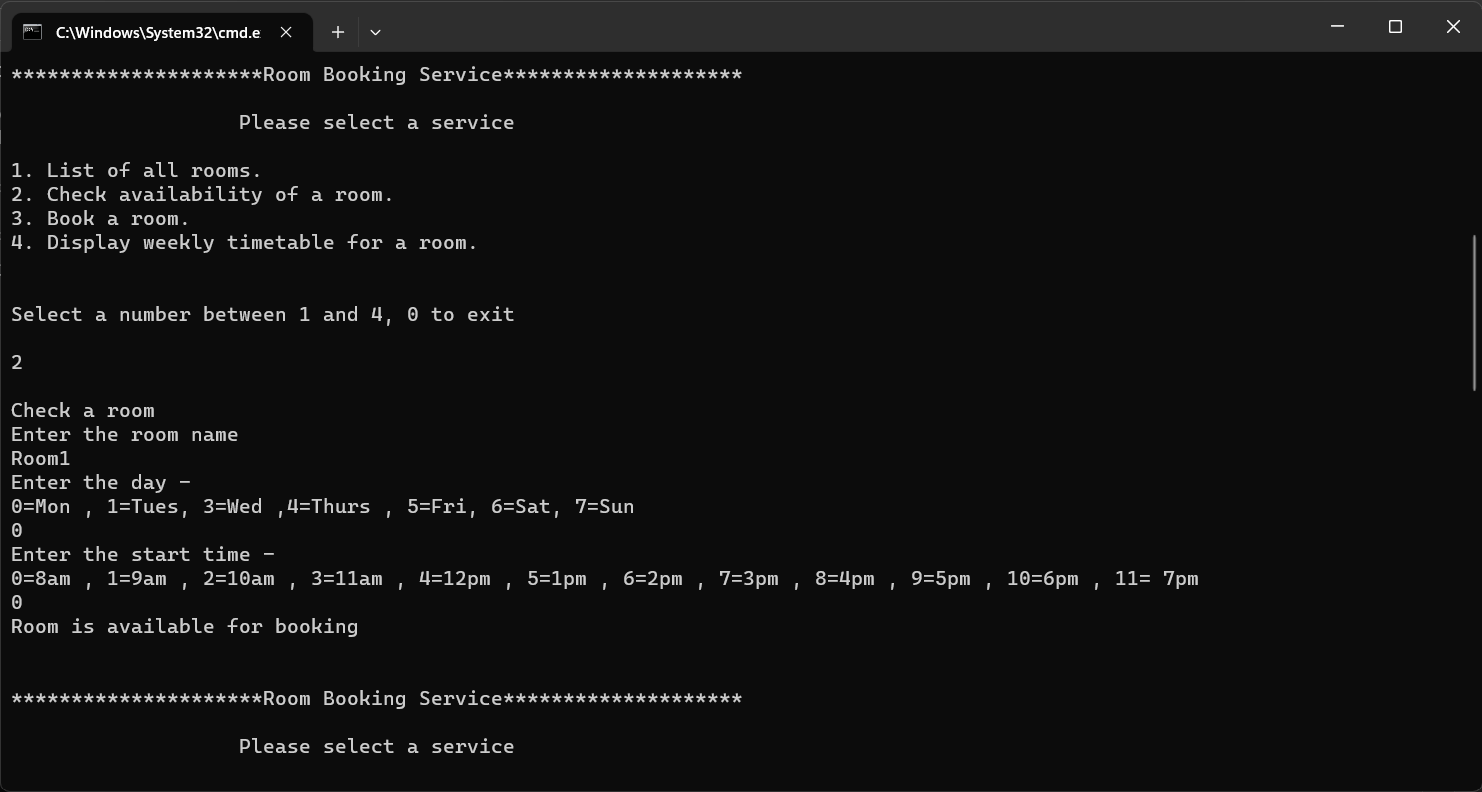 C:\Windows\System32\cmd.e
*********************Room Booking Service********************
Please select a service
1. List of all rooms.
2. Check availability of a room.
3. Book a room.
4. Display weekly timetable for a room.
Select a number between 1 and 4, 0 to exit
2
Check a room
Enter the room name
Room1
Enter the day -
0=Mon , 1=Tues, 3=Wed ,4=Thurs , 5=Fri, 6=Sat, 7=Sun
0
Enter the start time -
0=8am , 1=9am , 2=10am , 3=11am , 4=12pm , 5=1pm , 6=2pm , 7=3pm , 8=4pm , 9=5pm , 10=6pm , 11= 7pm
0
Room is available for booking
*********************Room Booking Service********************
Please select a service